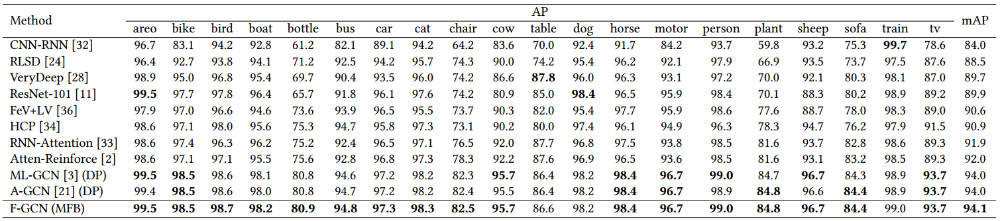 Method AP mAP
areo bike bird boat bottle bus car cat chair cow table dog horse motor person plant sheep sofa train tv
CNN-RNN [32] 96.7 83.1 94.2 92.8 61.2 82.1 89.1 94.2 64.2 83.6 70.0 92.4 91.7 84.2 93.7 59.8 93.2 75.3 99.7 78.6 84.0
RLSD [24] 96.4 92.7 93.8 94.1 71.2 92.5 94.2 95.7 74.3 90.0 74.2 95.4 96.2 92.1 97.9 66.9 93.5 73.7 97.5 87.6 88.5
VeryDeep [28] 98.9 95.0 96.8 95.4 69.7 90.4 93.5 96.0 74.2 86.6 87.8 96.0 96.3 93.1 97.2 70.0 92.1 80.3 98.1 87.0 89.7
ResNet-101 [11] 99.5 97.7 97.8 96.4 65.7 91.8 96.1 97.6 74.2 80.9 85.0 98.4 96.5 95.9 98.4 70.1 88.3 80.2 98.9 89.2 89.9
FeV+LV [36] 97.9 97.0 96.6 94.6 73.6 93.9 96.5 95.5 73.7 90.3 82.0 95.4 97.7 95.9 98.6 77.6 88.7 78.0 98.3 89.0 90.6
HCP [34] 98.6 97.1 98.0 95.6 75.3 94.7 95.8 97.3 73.1 90.2 80.0 97.4 96.1 94.9 96.3 78.3 94.7 76.2 97.9 91.5 90.9
RNN-Attention [33] 98.6 97.4 96.3 96.2 75.2 92.4 96.5 97.1 76.5 92.0 87.7 96.8 97.5 93.8 98.5 81.6 93.7 82.8 98.6 89.3 91.9
Atten-Reinforce [2] 98.6 97.1 97.1 95.5 75.6 92.8 96.8 97.3 78.3 92.2 87.6 96.9 96.5 93.6 98.5 81.6 93.1 83.2 98.5 89.3 92.0
ML-GCN [3] (DP) 99.5 98.5 98.6 98.1 80.8 94.6 97.2 98.2 82.3 95.7 86.4 98.2 98.4 96.7 99.0 84.7 96.7 84.3 98.9 93.7 94.0
A-GCN [21] (DP) 99.4 98.5 98.6 98.0 80.8 94.7 97.2 98.2 82.4 95.5 86.4 98.2 98.4 96.7 98.9 84.8 96.6 84.4 98.9 93.7 94.0
F-GCN (MFB) 99.5 98.5 98.7 98.2 80.9 94.8 97.3 98.3 82.5 95.7 86.6 98.2 98.4 96.7 99.0 84.8 96.7 84.4 99.0 93.7 94.1